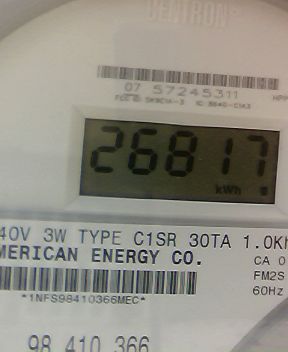 CENTRON
07 57245311
26817
kWh
40V 3W TYPE C1SR 30TA 1.0Kh
MERICAN ENERGY CO.
CA 0
FM2S
60Hz
*1NFS98410366MEC*
98 410 366